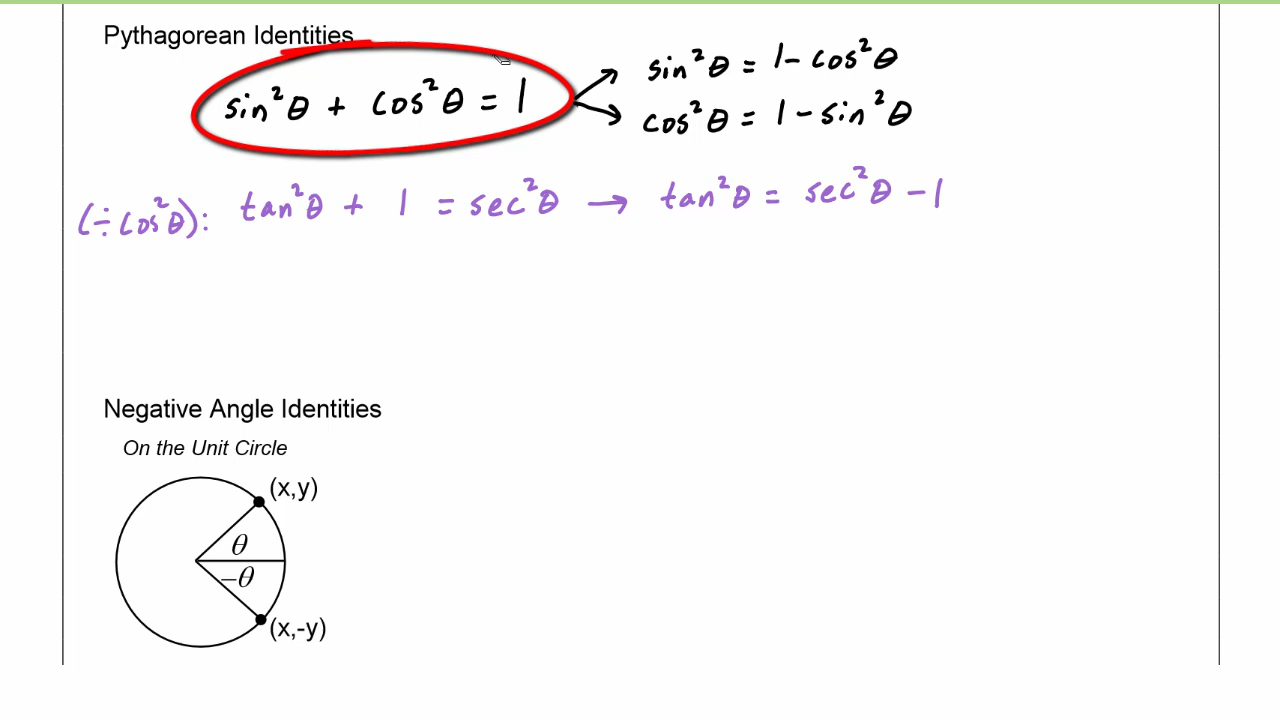 Pythagorean Identities
sin²θ + cos²θ = 1
sin²θ = 1 - cos²θ
cos²θ = 1 - sin²θ
(÷ cos²θ): tan²θ + 1 = sec²θ → tan²θ = sec²θ - 1
Negative Angle Identities
On the Unit Circle
(x,y)
θ
-θ
(x,-y)